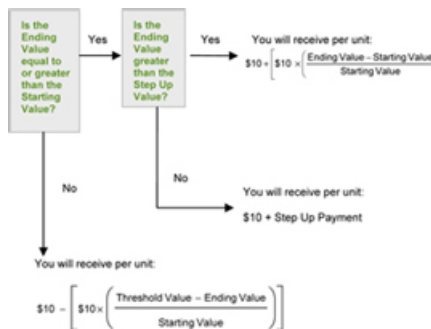 Is the
Ending
Value
equal to
or greater
than the
Starting
Value?
Yes
Is the
Ending
Value
greater
than the
Step Up
Value?
Yes
You will receive per unit:
$10 + [ $10 × ( Ending Value – Starting Value
Starting Value
No
No
You will receive per unit:
$10 + Step Up Payment
You will receive per unit:
$10 – [ $10 × ( Threshold Value – Ending Value ) ]
Starting Value